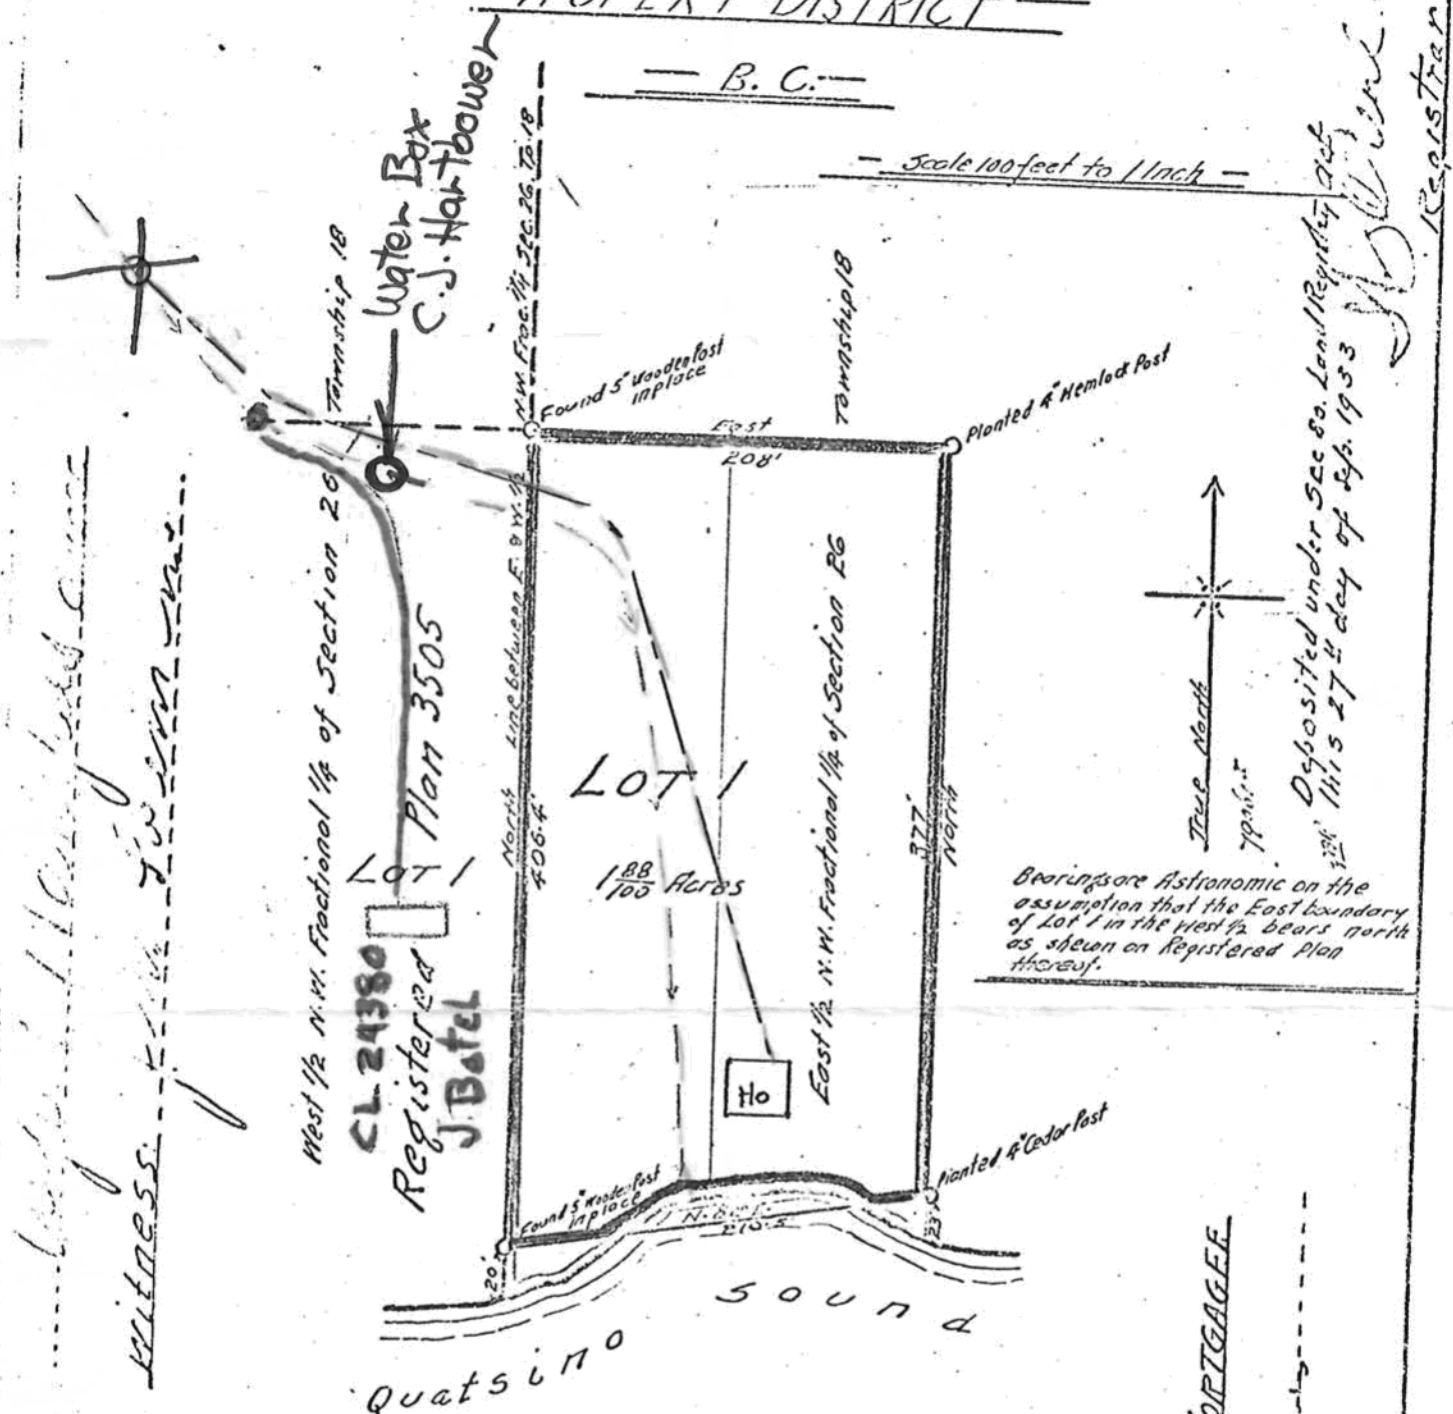 DISTRICT
— B. C. —
— Scale 100 feet to 1 Inch —
Water Box
C.J. Hartbower
Township 18
N.W. Frac. 1/4 Sec. 26. Tp. 18
Found 5" Wooden Post
in place
Township 18
Planted 4" Hemlock Post
East
208'
West 1/2 N.W. Fractional 1/4 of Section 26
Line between E. & W. 1/2
North
406.4'
East 1/2 N.W. Fractional 1/4 of Section 26
377'
North
Plan 3505
LOT 1
LOT 1
1 88/100 Acres
Registered
J. Botel
Ho
True North
Deposited under Sec 80. Land Registry Act
this 27th day of Sep. 1933
Registrar
Bearings are Astronomic on the
assumption that the East boundary
of Lot 1 in the West 1/2 bears north
as shewn on Registered Plan
thereof.
Found 5" Wooden Post
in place
Planted 4" Cedar Post
20'
23'
Quatsino Sound
Witness